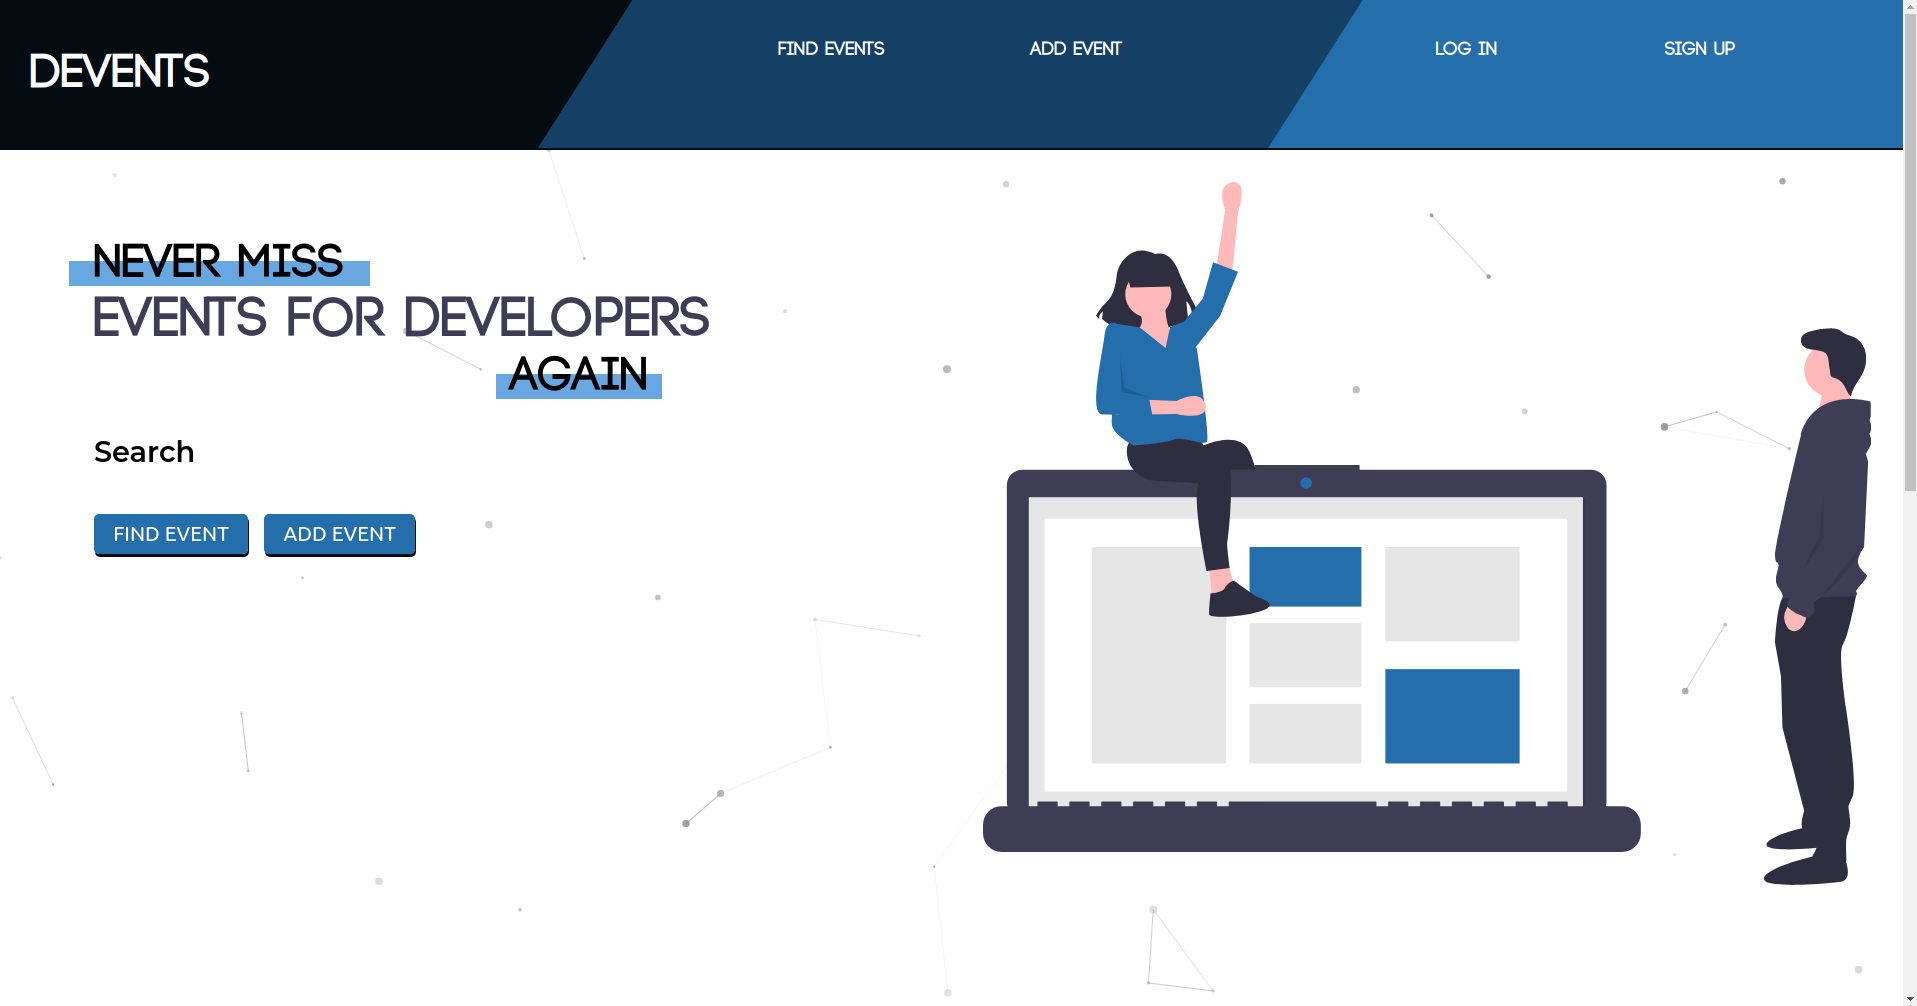 DEVENTS
FIND EVENTS
ADD EVENT
LOG IN
SIGN UP
NEVER MISS
EVENTS FOR DEVELOPERS
AGAIN
Search
FIND EVENT
ADD EVENT